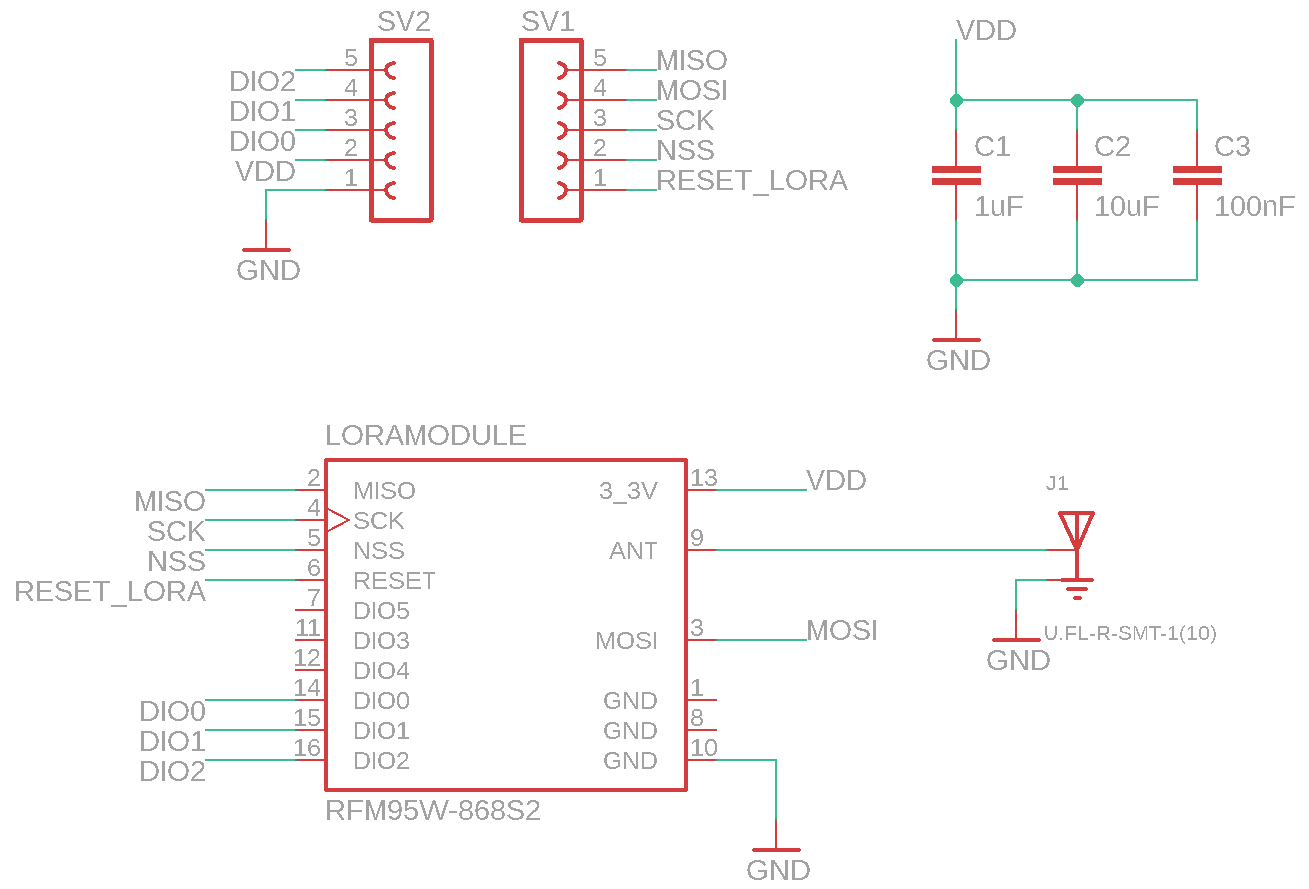 SV2
5
DIO2
4
DIO1
3
DIO0
2
VDD
1
GND
SV1
5 MISO
4 MOSI
3 SCK
2 NSS
1 RESET_LORA
VDD
C1 C2 C3
1uF 10uF 100nF
GND
LORAMODULE
2 MISO 3_3V 13 VDD
MISO
4 SCK
SCK
5 NSS ANT 9
NSS
6 RESET
RESET_LORA
7 DIO5
11 DIO3 MOSI 3 MOSI
12 DIO4
14 DIO0 GND 1
DIO0
15 DIO1 GND 8
DIO1
16 DIO2 GND 10
DIO2
RFM95W-868S2
GND
J1
U.FL-R-SMT-1(10)
GND